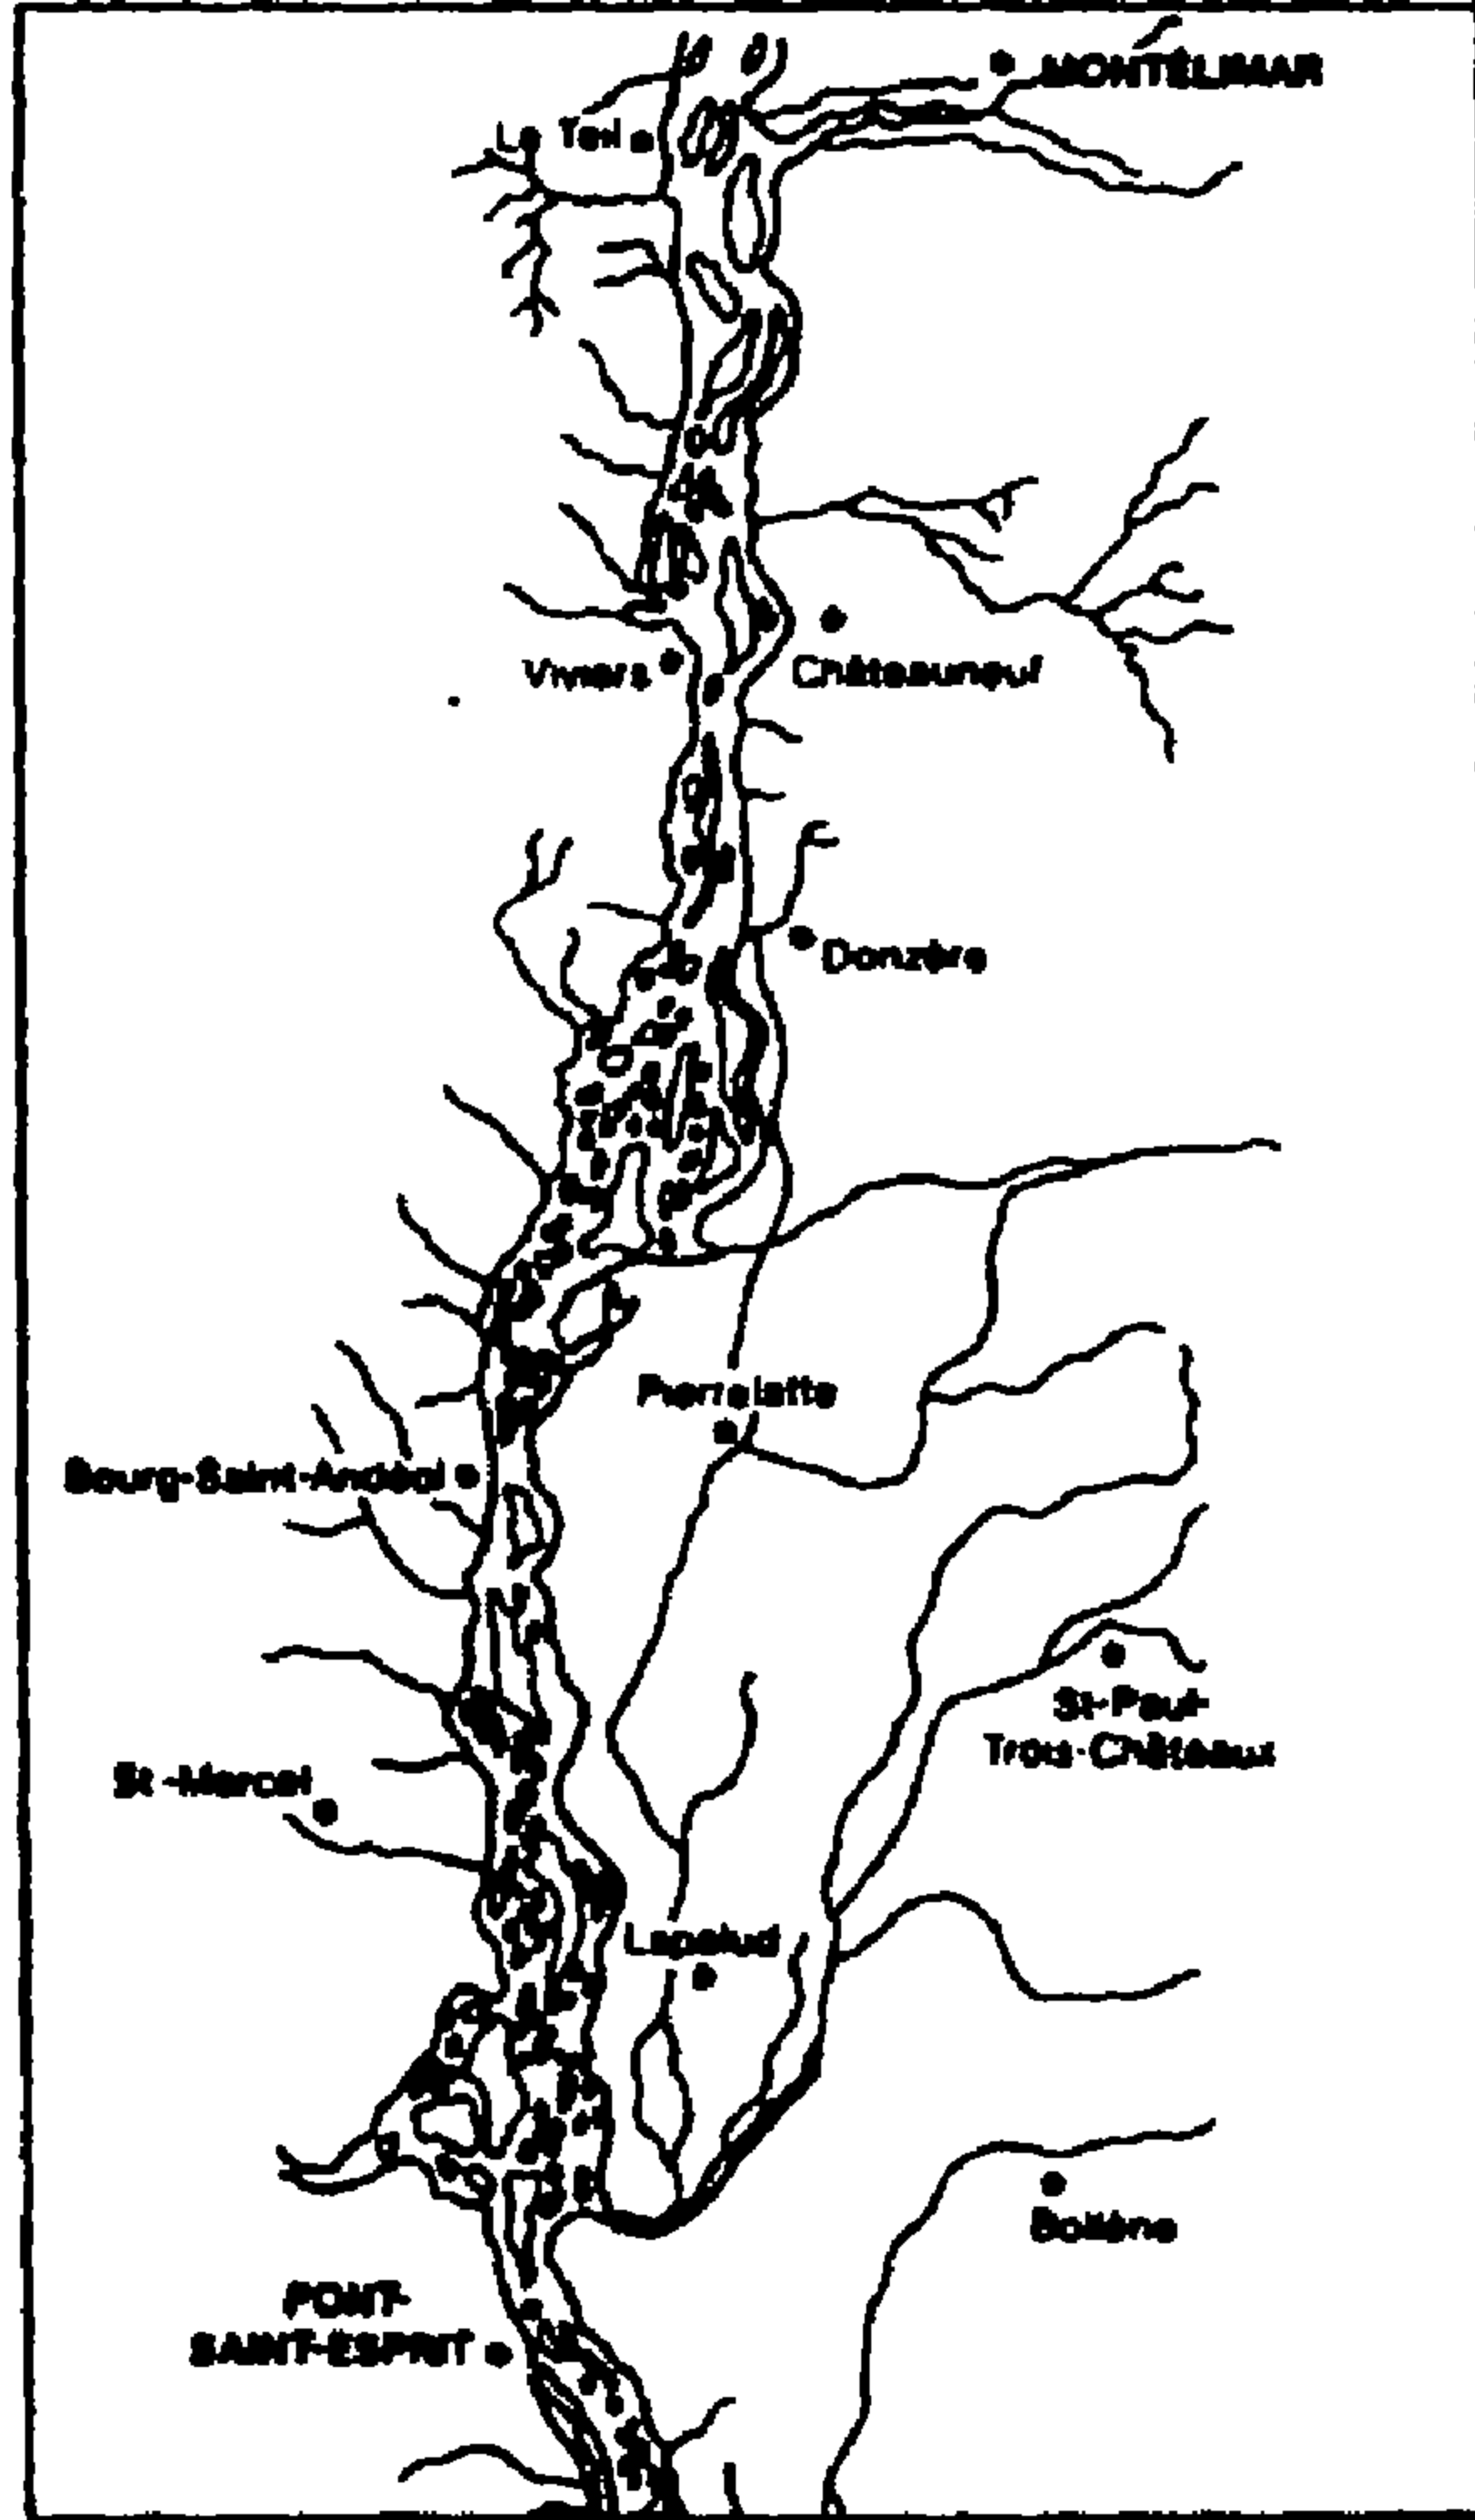 MONTÉLIMAR
Le Teil
Viviers
Châteauneuf
Donzère
Pierrelatte
Bourg-Saint-Andéol
St-Paul-
Trois-Châteaux
St-Marcel
Lapalud
Bollène
PONT-
SAINT-ESPRIT